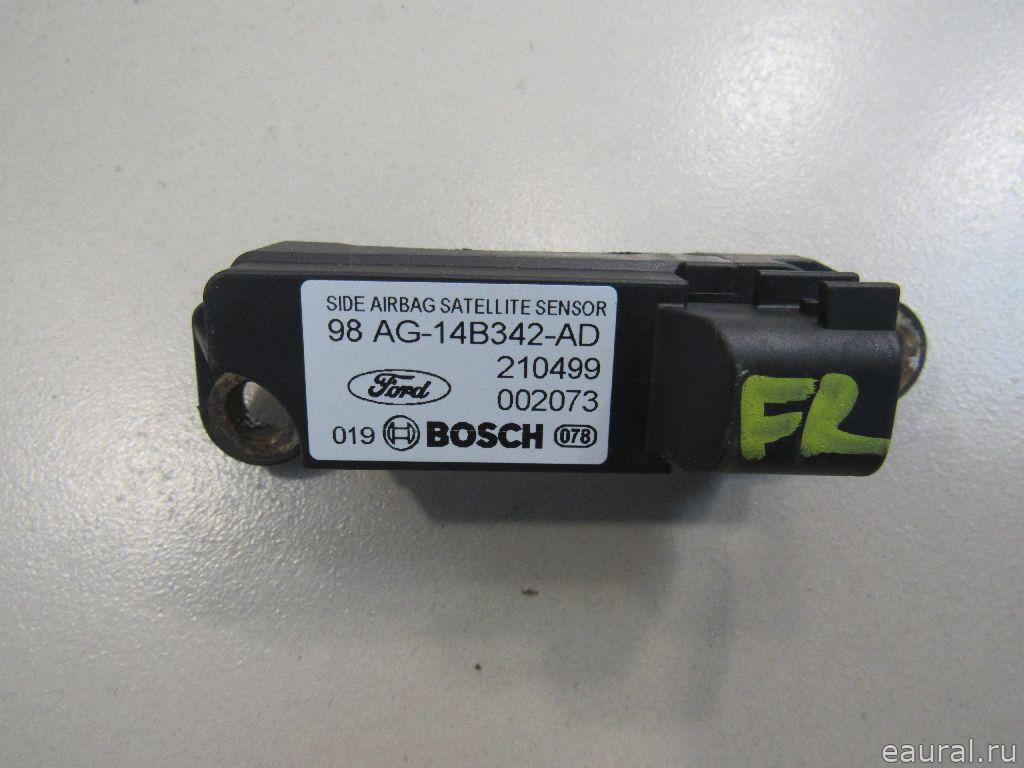 SIDE AIRBAG SATELLITE SENSOR
98 AG-14B342-AD
210499
Ford
002073
019 BOSCH 078
FL
eaural.ru